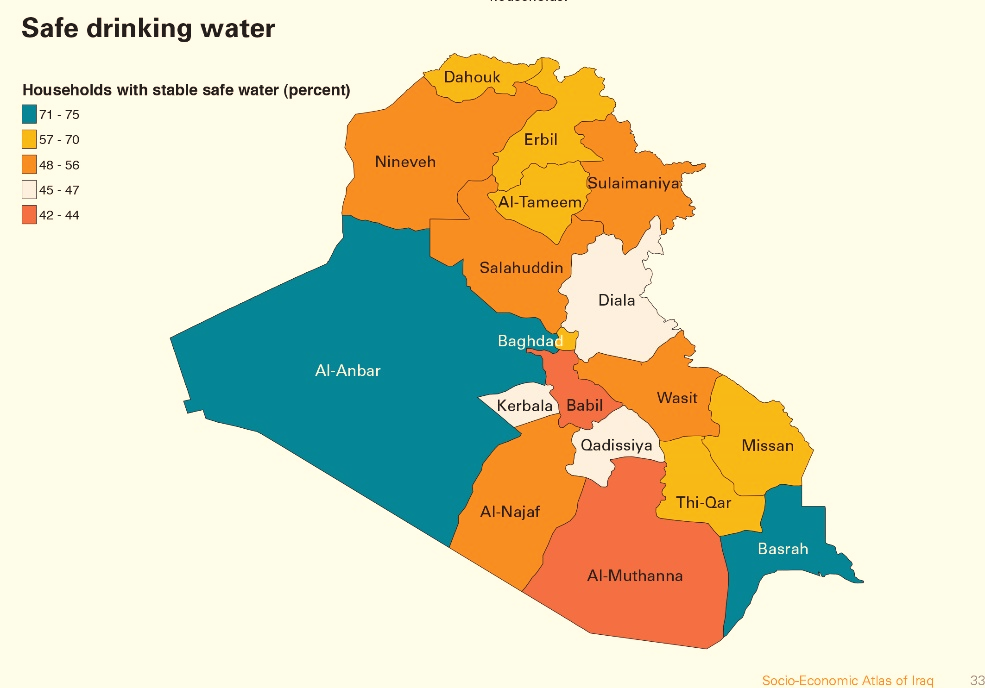 households.
Safe drinking water
Households with stable safe water (percent)
71 - 75
57 - 70
48 - 56
45 - 47
42 - 44
Dahouk
Erbil
Nineveh
Sulaimaniya
Al-Tameem
Salahuddin
Diala
Baghdad
Al-Anbar
Kerbala
Babil
Wasit
Qadissiya
Missan
Thi-Qar
Al-Najaf
Basrah
Al-Muthanna
Socio-Economic Atlas of Iraq 33